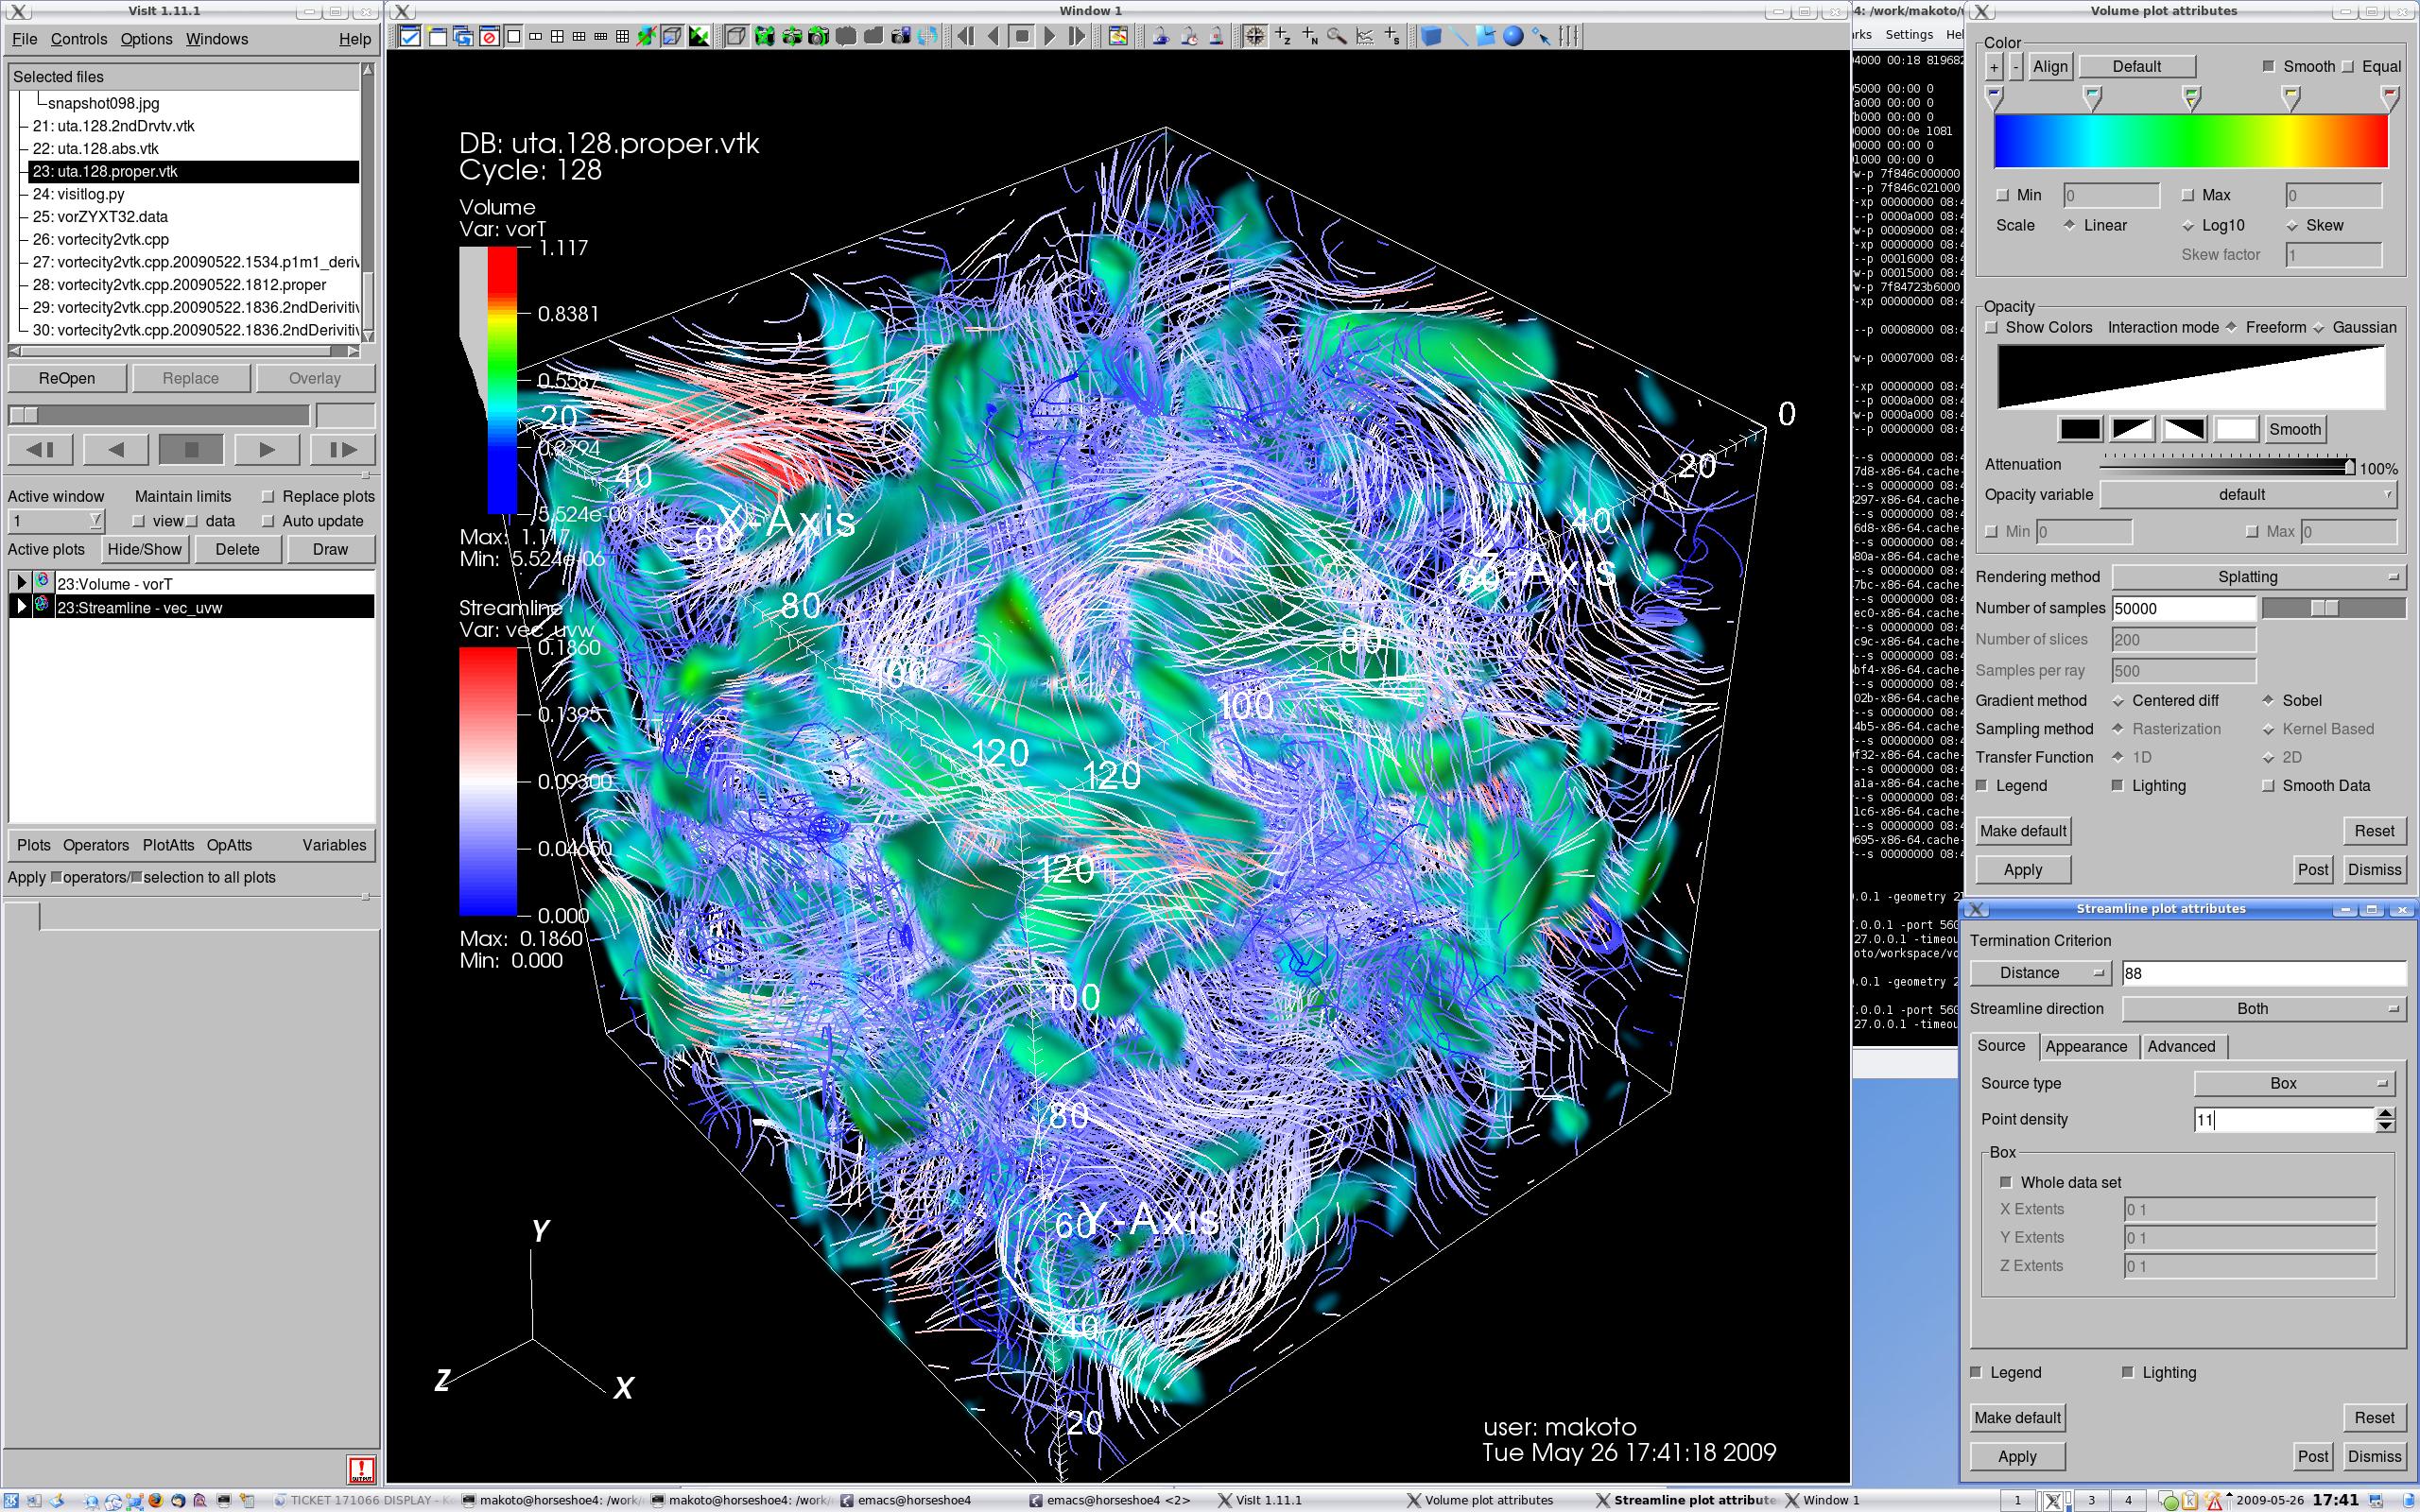 VisIt 1.11.1
File Controls Options Windows Help
Selected files
snapshot098.jpg
21: uta.128.2ndDrvtv.vtk
22: uta.128.abs.vtk
23: uta.128.proper.vtk
24: visitlog.py
25: vorZYXT32.data
26: vortecity2vtk.cpp
27: vortecity2vtk.cpp.20090522.1534.p1m1_deriv
28: vortecity2vtk.cpp.20090522.1812.proper
29: vortecity2vtk.cpp.20090522.1836.2ndDerivitiv
30: vortecity2vtk.cpp.20090522.1836.2ndDerivitiv
ReOpen Replace Overlay
Active window Maintain limits Replace plots
1 view data Auto update
Active plots Hide/Show Delete Draw
23:Volume - vorT
23:Streamline - vec_uvw
Plots Operators PlotAtts OpAtts Variables
Apply operators/ selection to all plots
Window 1
DB: uta.128.proper.vtk
Cycle: 128
Volume
Var: vorT
1.117
0.8381
0.5587
0.2794
5.524e-06
Max: 1.117
Min: 5.524e-06
Streamline
Var: vec_uvw
0.1860
0.1395
0.09300
0.04650
0.000
Max: 0.1860
Min: 0.000
20
40
60
X-Axis
80
100
120
0
20
40
60
Z-Axis
80
100
120
120
100
80
60
Y-Axis
40
20
Y
Z
X
user: makoto
Tue May 26 17:41:18 2009
4: /work/makoto/
arks Settings Hel
Volume plot attributes
Color
+ - Align Default Smooth Equal
Min 0 Max 0
Scale Linear Log10 Skew
Skew factor 1
Opacity
Show Colors Interaction mode Freeform Gaussian
Smooth
Attenuation 100%
Opacity variable default
Min 0 Max 0
Rendering method Splatting
Number of samples 50000
Number of slices 200
Samples per ray 500
Gradient method Centered diff Sobel
Sampling method Rasterization Kernel Based
Transfer Function 1D 2D
Legend Lighting Smooth Data
Make default Reset
Apply Post Dismiss
Streamline plot attributes
Termination Criterion
Distance 88
Streamline direction Both
Source Appearance Advanced
Source type Box
Point density 11
Box
Whole data set
X Extents 0 1
Y Extents 0 1
Z Extents 0 1
Legend Lighting
Make default Reset
Apply Post Dismiss
TICKET 171066 DISPLAY - K makoto@horseshoe4: /work/ makoto@horseshoe4: /work/ emacs@horseshoe4 emacs@horseshoe4 <2> VisIt 1.11.1 Volume plot attributes Streamline plot attribute Window 1 1 3 4 2009-05-26 17:41